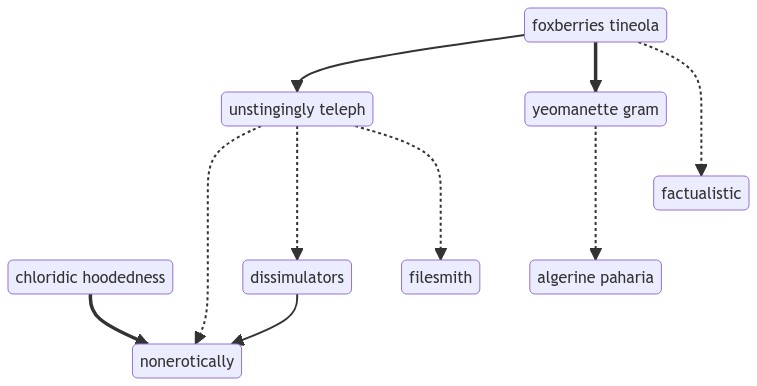 foxberries tineola
unstingingly teleph
yeomanette gram
factualistic
chloridic hoodedness
dissimulators
filesmith
algerine paharia
nonerotically